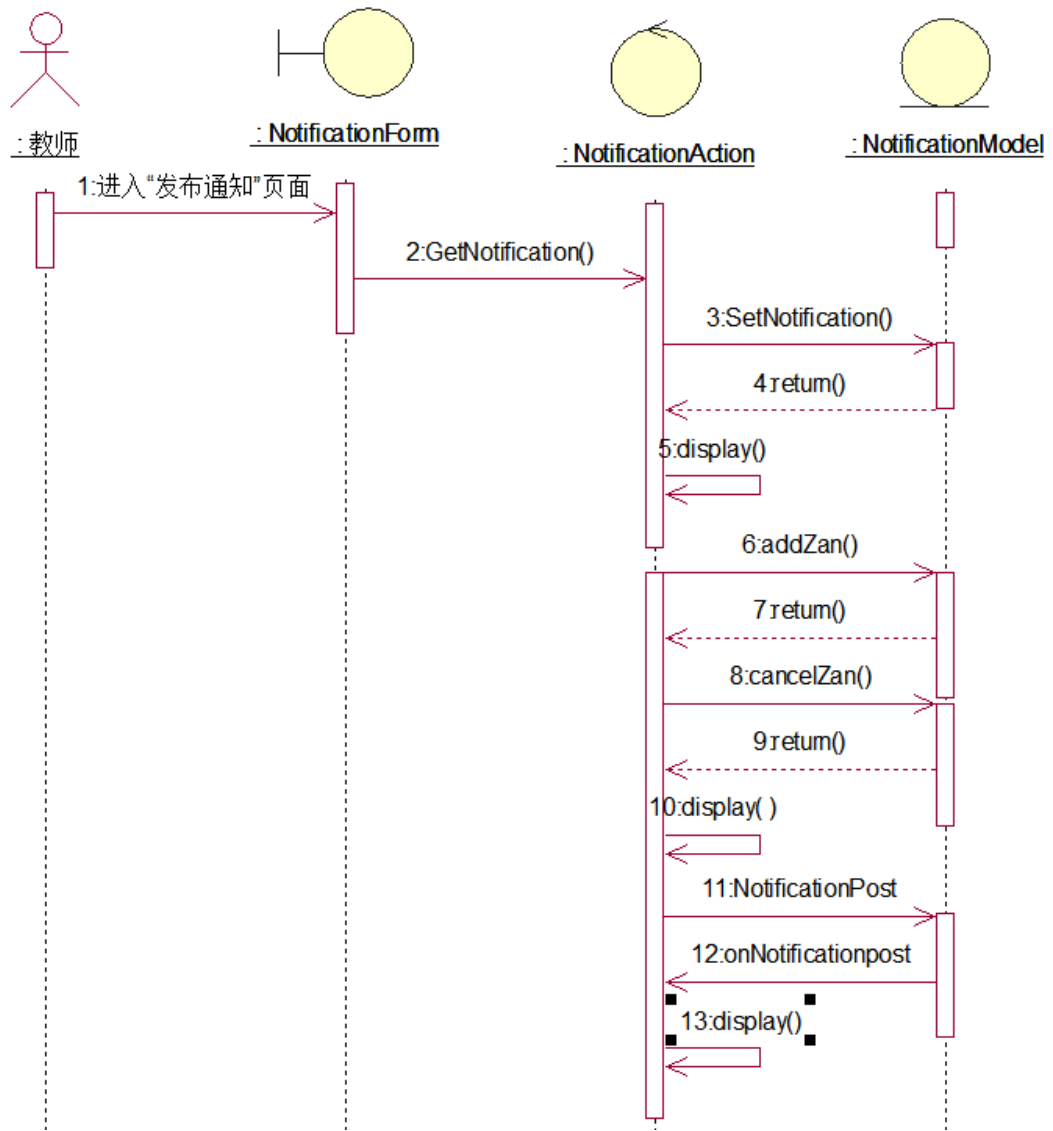 : 教师
: NotificationForm
: NotificationAction
: NotificationModel
1:进入“发布通知”页面
2:GetNotification()
3:SetNotification()
4:return()
5:display()
6:addZan()
7:return()
8:cancelZan()
9:return()
10:display( )
11:NotificationPost
12:onNotificationpost
13:display()